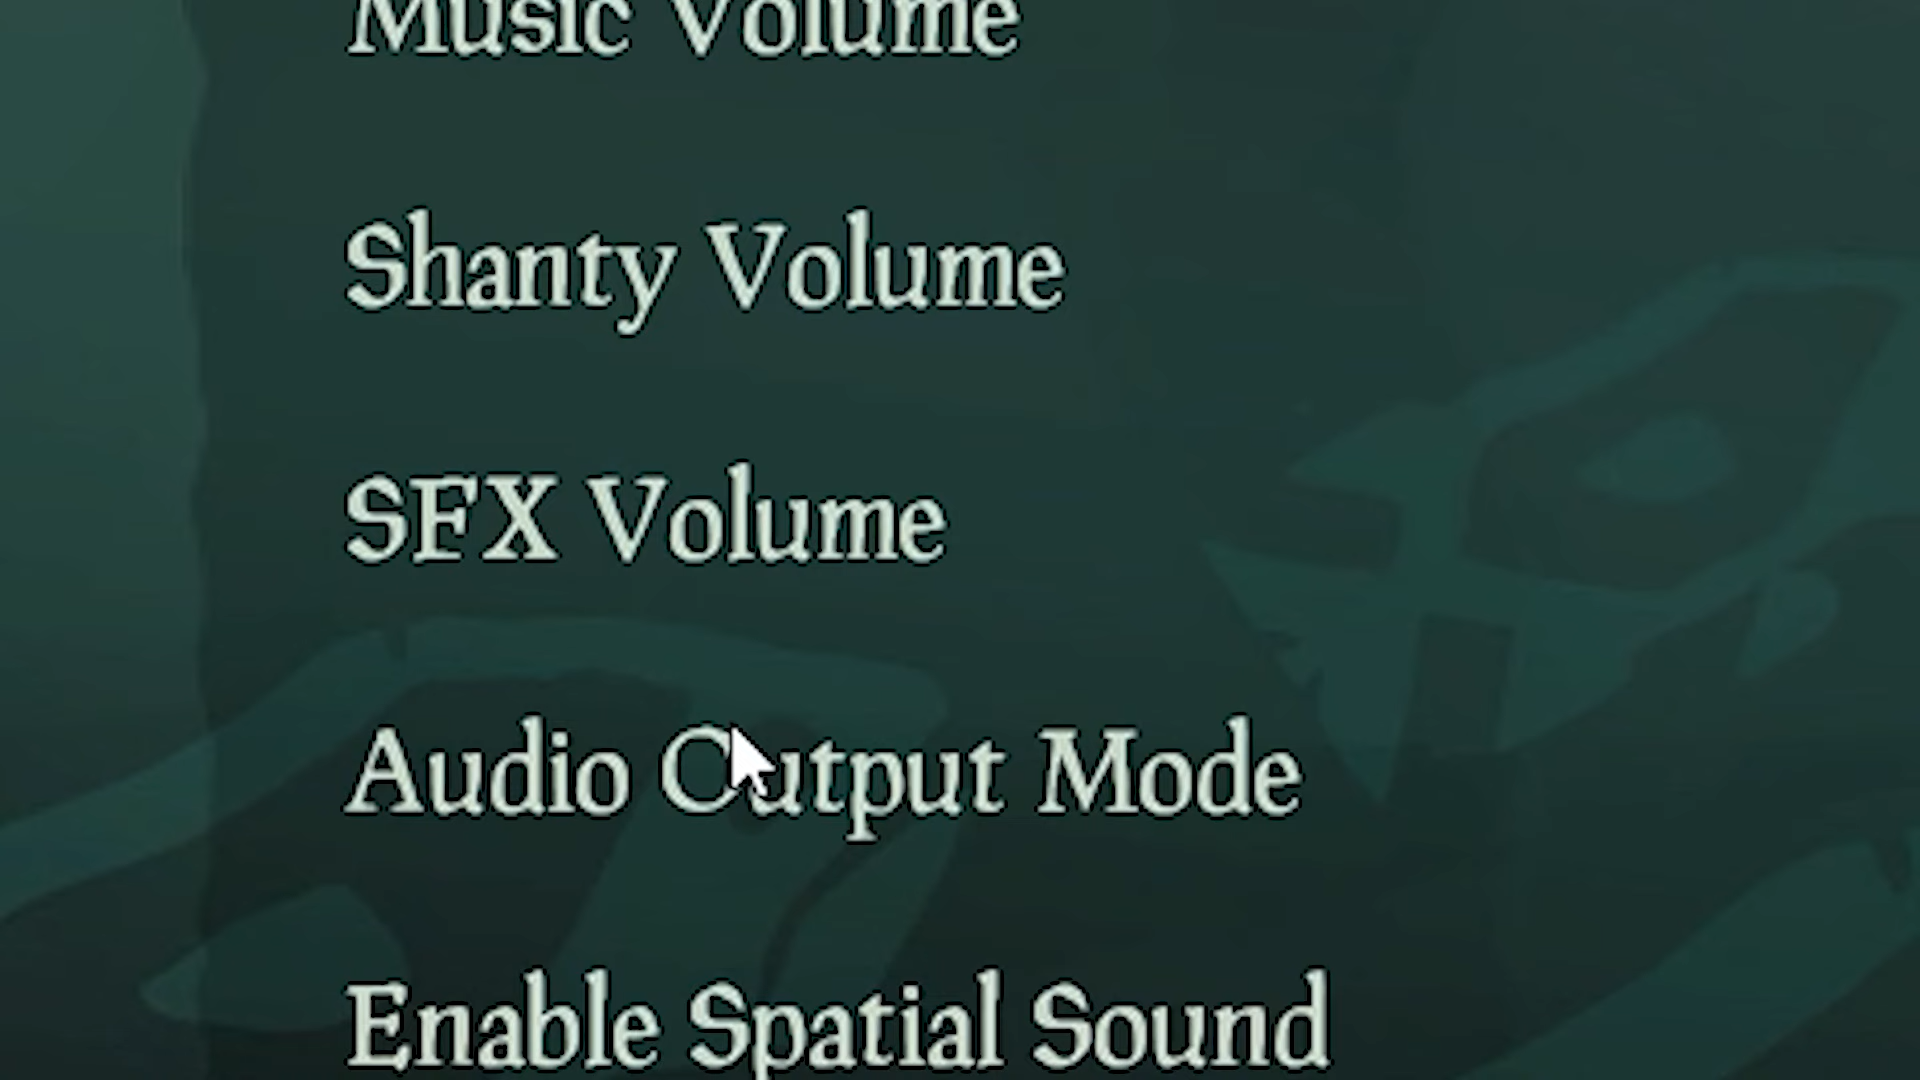 Music Volume
Shanty Volume
SFX Volume
Audio Output Mode
Enable Spatial Sound